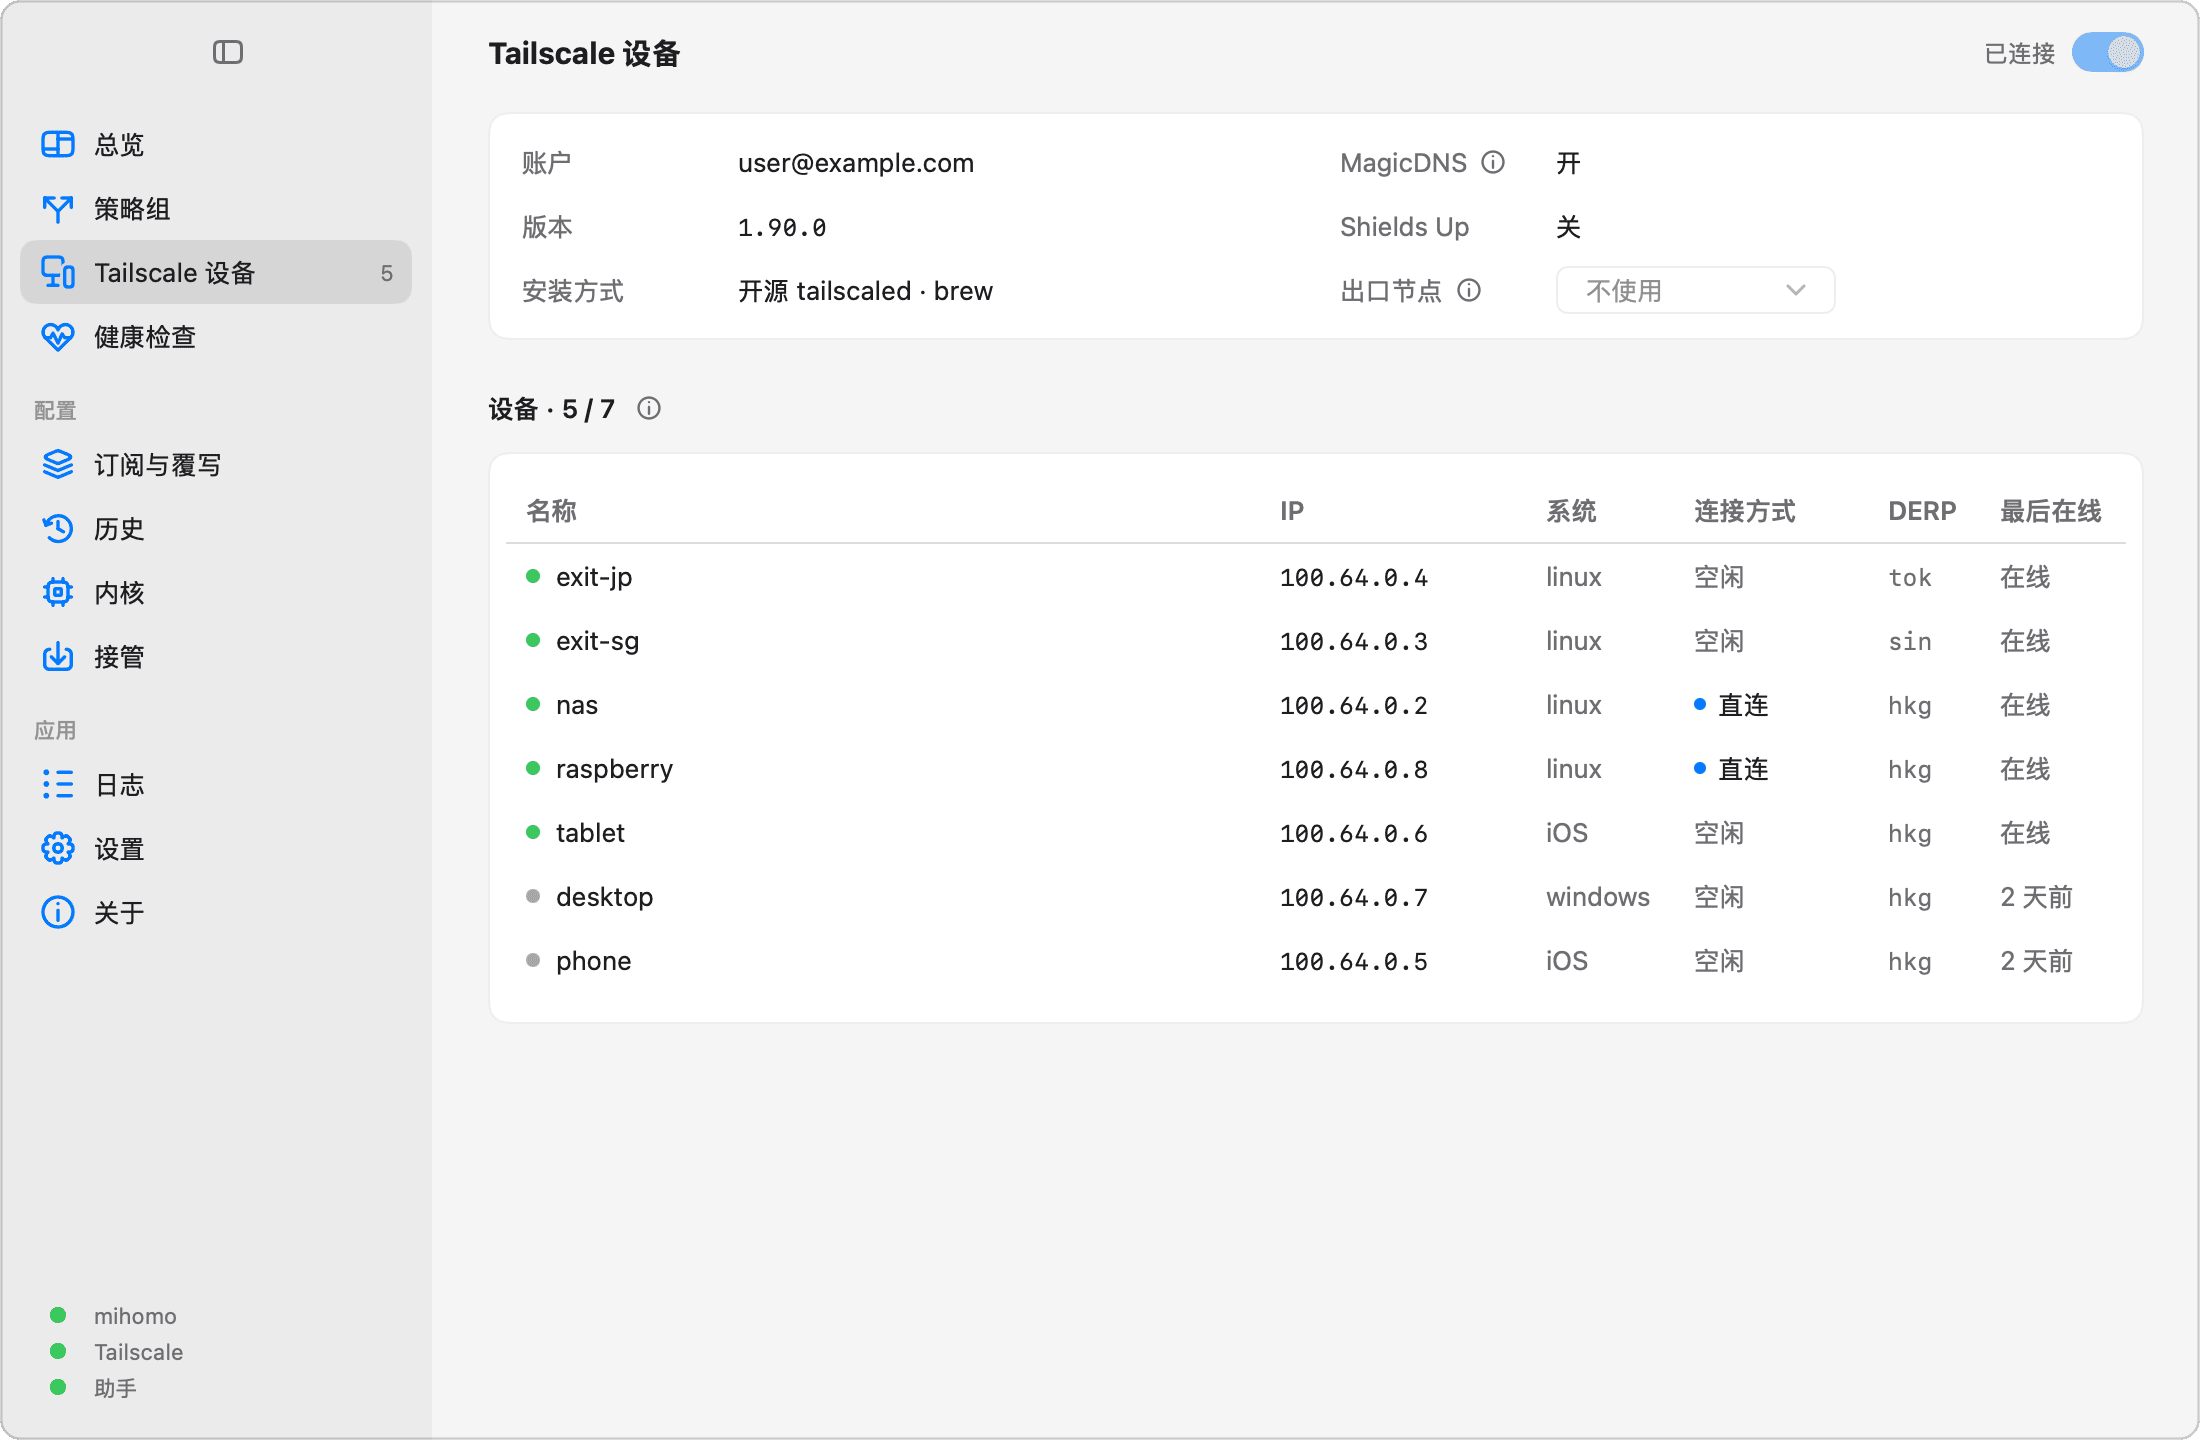 总览
策略组
Tailscale 设备 5
健康检查
配置
订阅与覆写
历史
内核
接管
应用
日志
设置
关于
mihomo
Tailscale
助手
Tailscale 设备 已连接
账户 user@example.com MagicDNS 开
版本 1.90.0 Shields Up 关
安装方式 开源 tailscaled · brew 出口节点 不使用
设备 · 5 / 7
名称 IP 系统 连接方式 DERP 最后在线
exit-jp 100.64.0.4 linux 空闲 tok 在线
exit-sg 100.64.0.3 linux 空闲 sin 在线
nas 100.64.0.2 linux 直连 hkg 在线
raspberry 100.64.0.8 linux 直连 hkg 在线
tablet 100.64.0.6 iOS 空闲 hkg 在线
desktop 100.64.0.7 windows 空闲 hkg 2 天前
phone 100.64.0.5 iOS 空闲 hkg 2 天前